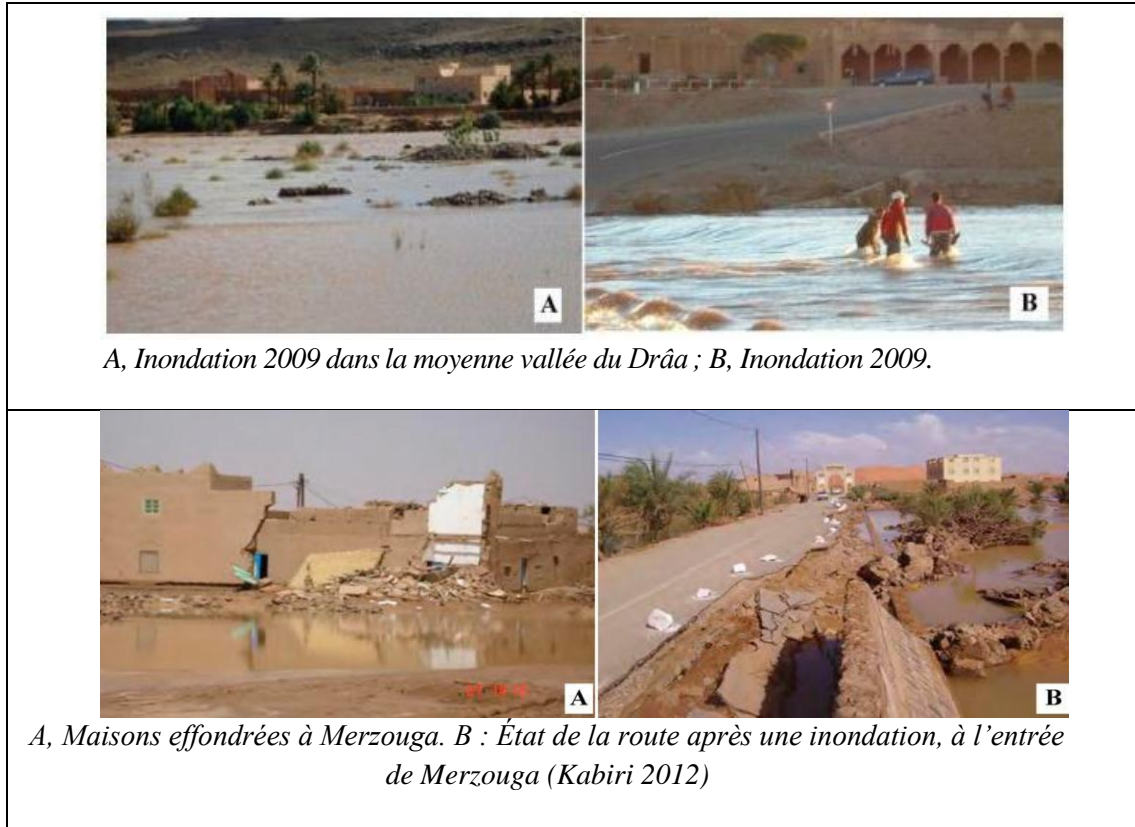 A
B
A, Inondation 2009 dans la moyenne vallée du Drâa ; B, Inondation 2009.
A
B
A, Maisons effondrées à Merzouga. B : État de la route après une inondation, à l’entrée
de Merzouga (Kabiri 2012)